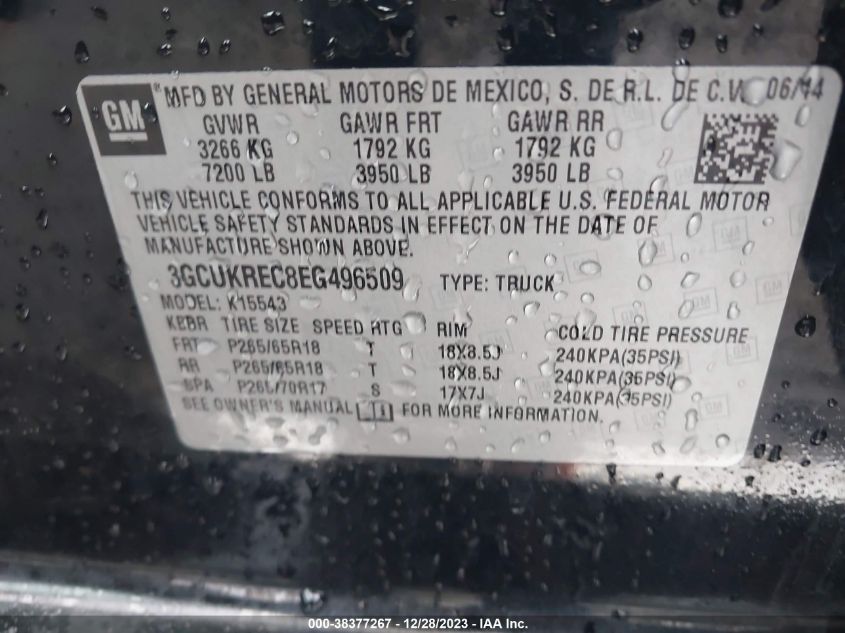 GM ® MFD BY GENERAL MOTORS DE MEXICO, S. DE R.L. DE C.V. 06/14
GVWR GAWR FRT GAWR RR
3266 KG 1792 KG 1792 KG
7200 LB 3950 LB 3950 LB
THIS VEHICLE CONFORMS TO ALL APPLICABLE U.S. FEDERAL MOTOR
VEHICLE SAFETY STANDARDS IN EFFECT ON THE DATE OF
MANUFACTURE SHOWN ABOVE.
3GCUKREC8EG496509 TYPE: TRUCK
MODEL: K15543
KEBR TIRE SIZE SPEED RTG RIM COLD TIRE PRESSURE
FRT P265/65R18 T 18X8.5J 240KPA(35PSI)
RR P265/65R18 T 18X8.5J 240KPA(35PSI)
SPA P265/70R17 S 17X7J 240KPA(35PSI)
SEE OWNER'S MANUAL FOR MORE INFORMATION.
000-38377267 - 12/28/2023 - IAA Inc.